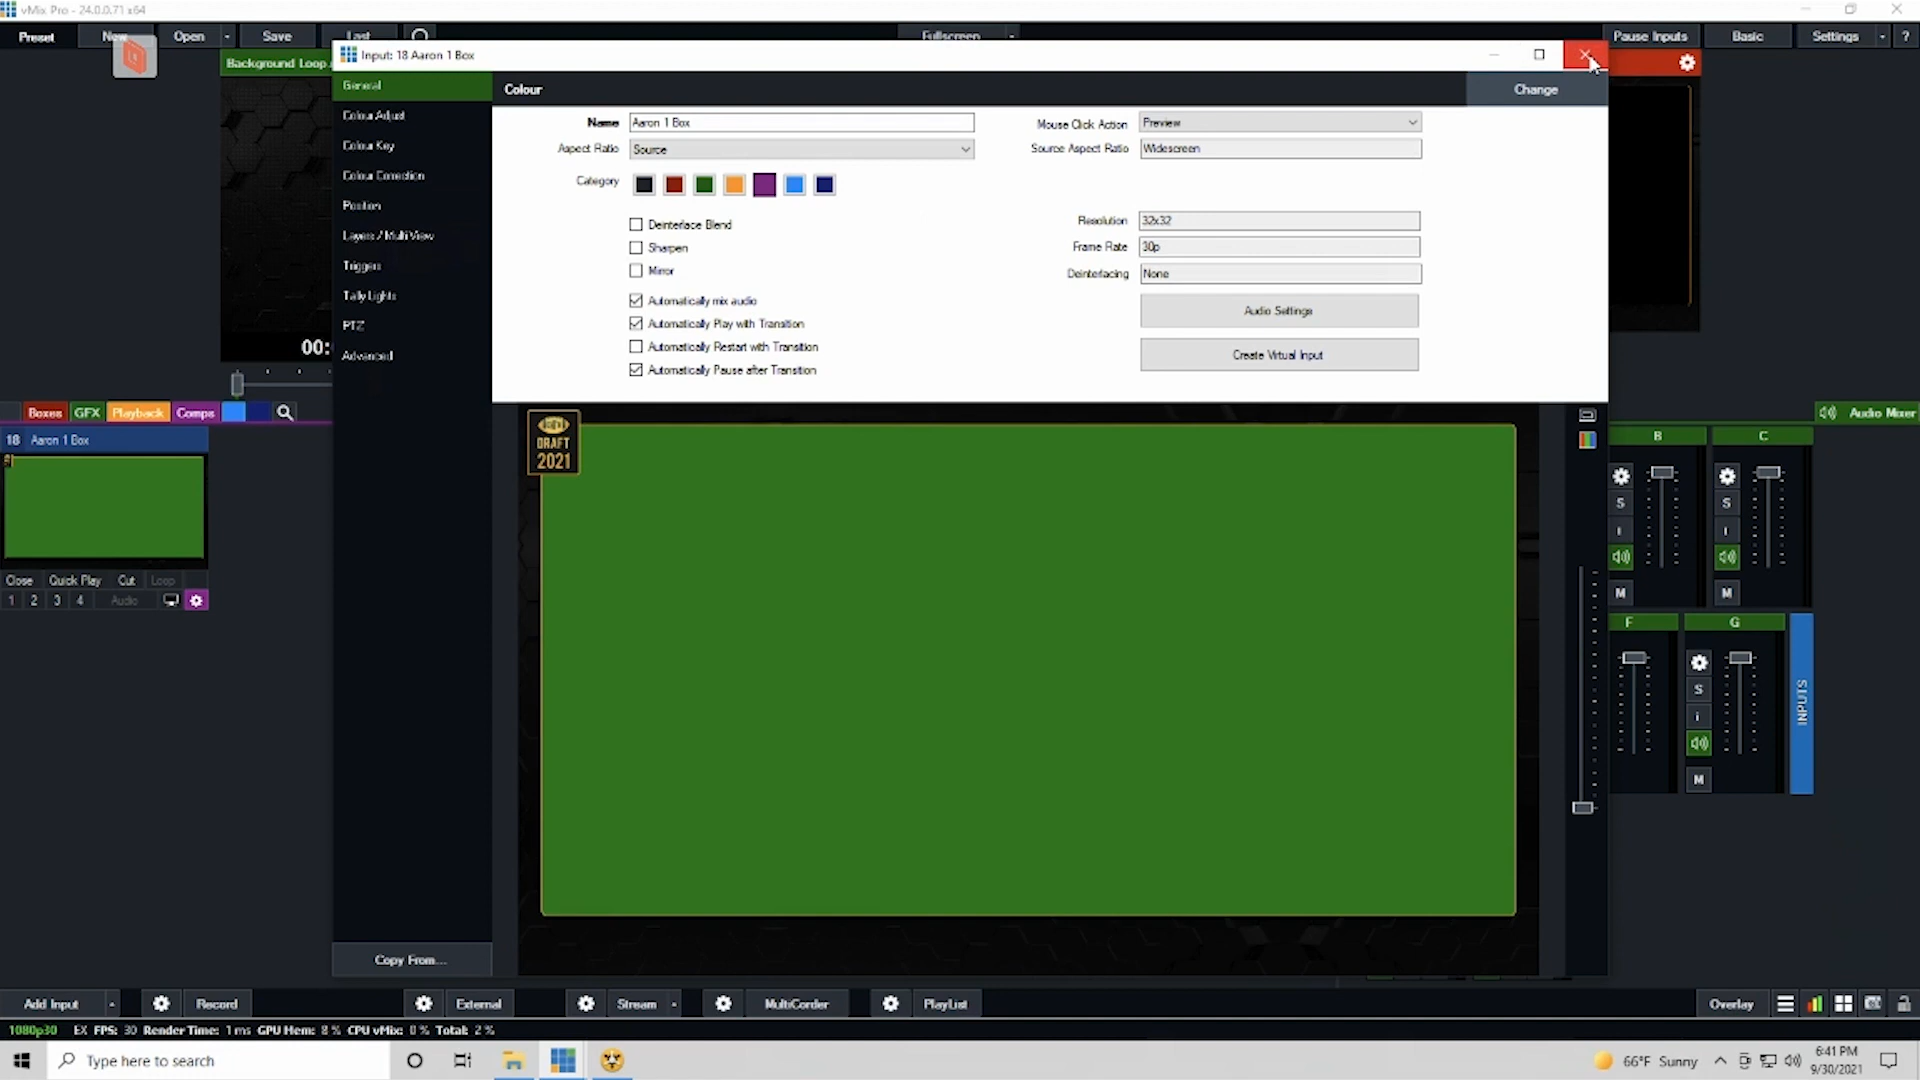 vMix Pro - 24.0.0.71 x64
Preset
New
Open
Save
Last
Fullscreen
Pause Inputs
Basic
Settings
?
Background Loop.
Input: 18 Aaron 1 Box
General
Colour Adjust
Colour Key
Colour Correction
Position
Layers / MultiView
Triggers
Tally Lights
PTZ
Advanced
Copy From...
Colour
Change
Name
Aaron 1 Box
Aspect Ratio
Source
Category
Deinterlace Blend
Sharpen
Mirror
Automatically mix audio
Automatically Play with Transition
Automatically Restart with Transition
Automatically Pause after Transition
Mouse Click Action
Preview
Source Aspect Ratio
Widescreen
Resolution
32x32
Frame Rate
30p
Deinterlacing
None
Audio Settings
Create Virtual Input
DRAFT
2021
00:
Boxes
GFX
Playback
Comps
18 Aaron 1 Box
Close Quick Play Cut Loop
1 2 3 4 Audio
Audio Mixer
B
C
S
S
M
M
F
G
S
i
M
INPUTS
Add Input
Record
External
Stream
MultiCorder
PlayList
Overlay
1080p30 EX FPS: 30 Render Time: 1 ms GPU Mem: 8 % CPU vMix: 0 % Total: 2 %
Type here to search
66°F Sunny
6:41 PM
9/30/2021